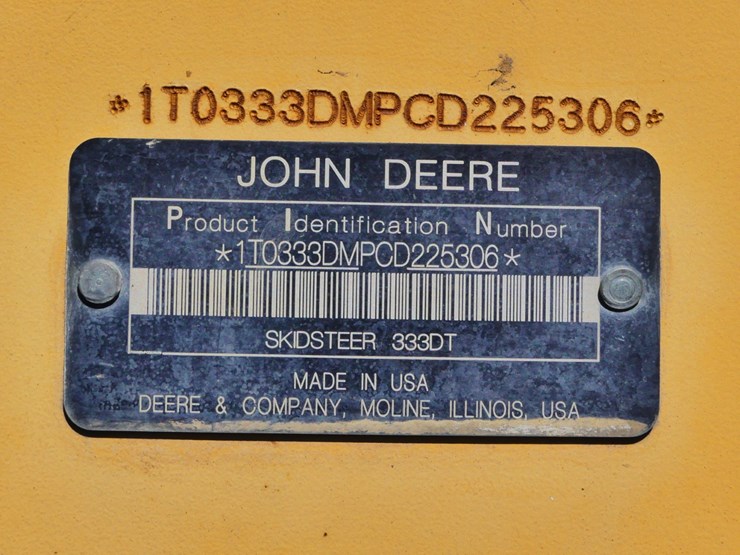 *1T0333DMPCD225306*
JOHN DEERE
Product Identification Number
*1T0333DMPCD225306*
SKIDSTEER 333DT
MADE IN USA
DEERE & COMPANY, MOLINE, ILLINOIS, USA